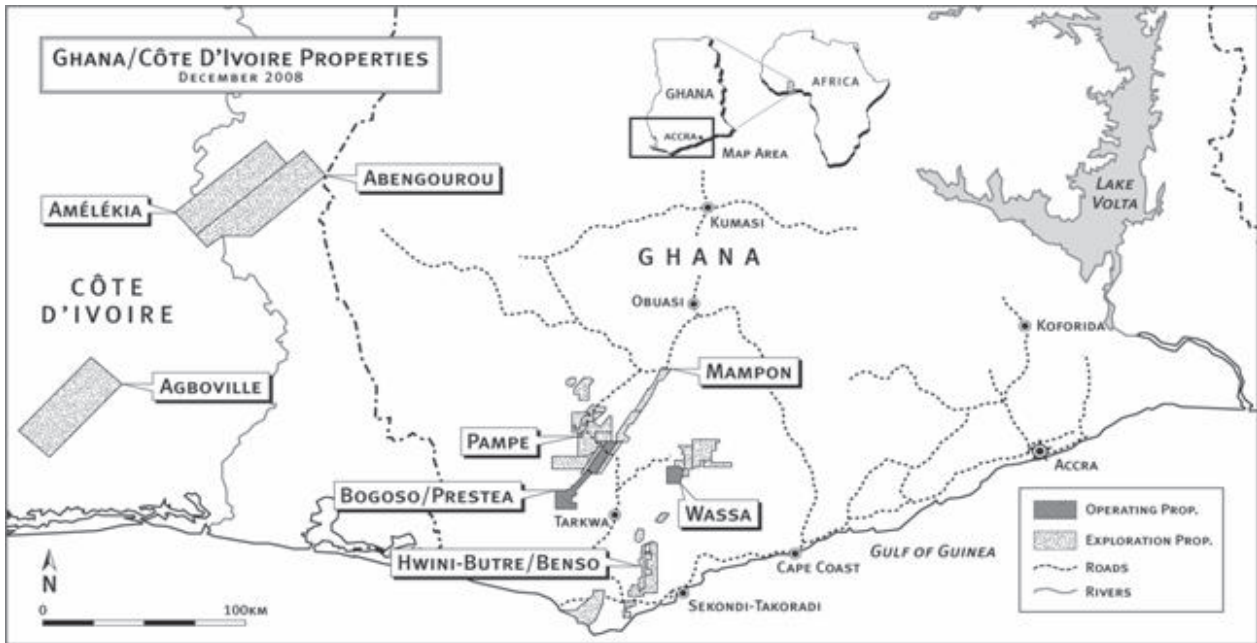 GHANA/CÔTE D'IVOIRE PROPERTIES
DECEMBER 2008
GHANA
ACCRA
MAP AREA
AFRICA
ABENGOUROU
AMÉLÉKIA
CÔTE
D'IVOIRE
AGBOVILLE
KUMASI
GHANA
OBUASI
LAKE
VOLTA
KOFORIDA
MAMPON
PAMPE
BOGOSO/PRESTEA
WASSA
TARKWA
ACCRA
HWINI-BUTRE/BENSO
CAPE COAST
GULF OF GUINEA
SEKONDI-TAKORADI
OPERATING PROP.
EXPLORATION PROP.
ROADS
RIVERS
N
0 100KM